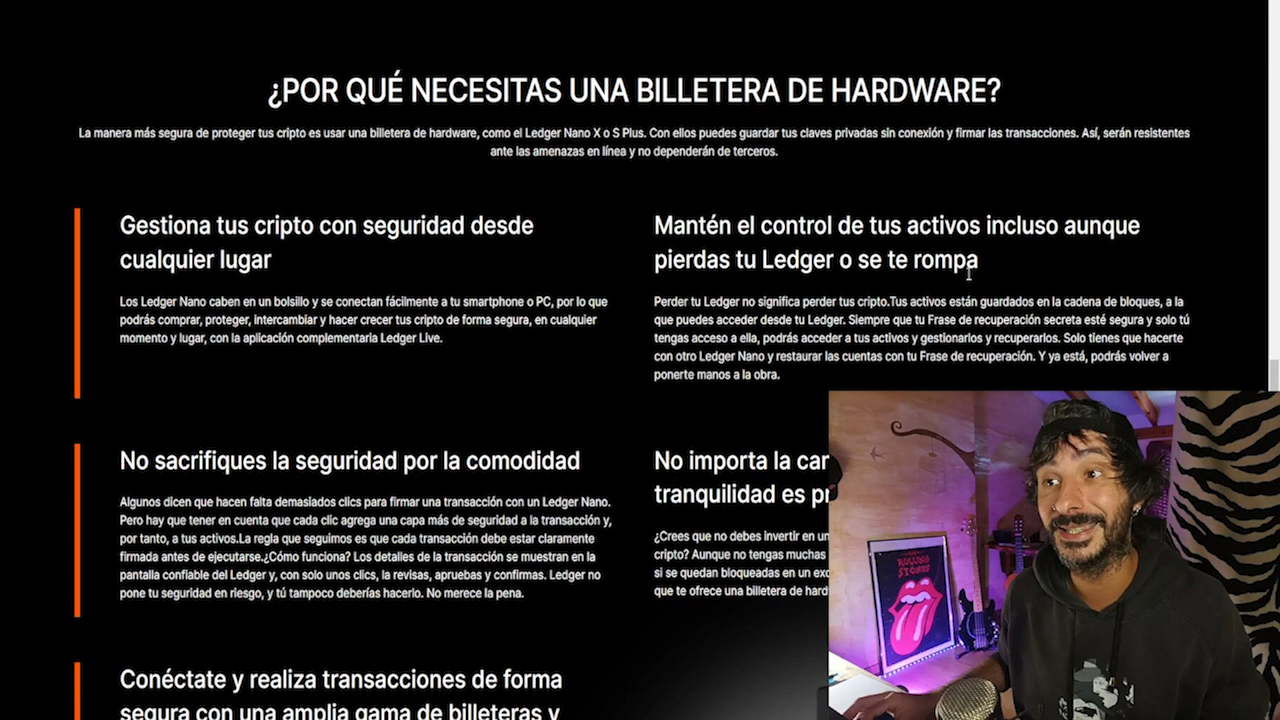 ¿POR QUÉ NECESITAS UNA BILLETERA DE HARDWARE?
La manera más segura de proteger tus cripto es usar una billetera de hardware, como el Ledger Nano X o S Plus. Con ellos puedes guardar tus claves privadas sin conexión y firmar las transacciones. Así, serán resistentes
ante las amenazas en línea y no dependerán de terceros.
Gestiona tus cripto con seguridad desde
cualquier lugar
Los Ledger Nano caben en un bolsillo y se conectan fácilmente a tu smartphone o PC, por lo que
podrás comprar, proteger, intercambiar y hacer crecer tus cripto de forma segura, en cualquier
momento y lugar, con la aplicación complementaria Ledger Live.
Mantén el control de tus activos incluso aunque
pierdas tu Ledger o se te rompa
Perder tu Ledger no significa perder tus cripto.Tus activos están guardados en la cadena de bloques, a la
que puedes acceder desde tu Ledger. Siempre que tu Frase de recuperación secreta esté segura y solo tú
tengas acceso a ella, podrás acceder a tus activos y gestionarlos y recuperarlos. Solo tienes que hacerte
con otro Ledger Nano y restaurar las cuentas con tu Frase de recuperación. Y ya está, podrás volver a
ponerte manos a la obra.
No sacrifiques la seguridad por la comodidad
Algunos dicen que hacen falta demasiados clics para firmar una transacción con un Ledger Nano.
Pero hay que tener en cuenta que cada clic agrega una capa más de seguridad a la transacción y,
por tanto, a tus activos.La regla que seguimos es que cada transacción debe estar claramente
firmada antes de ejecutarse.¿Cómo funciona? Los detalles de la transacción se muestran en la
pantalla confiable del Ledger y, con solo unos clics, la revisas, apruebas y confirmas. Ledger no
pone tu seguridad en riesgo, y tú tampoco deberías hacerlo. No merece la pena.
No importa la
tranquilidad es
¿Crees que no debes invertir en
cripto? Aunque no tengas muchas
si se quedan bloqueadas en un
que te ofrece una billetera de
ROLLING
STONES
Conéctate y realiza transacciones de forma
segura con una amplia gama de billeteras y